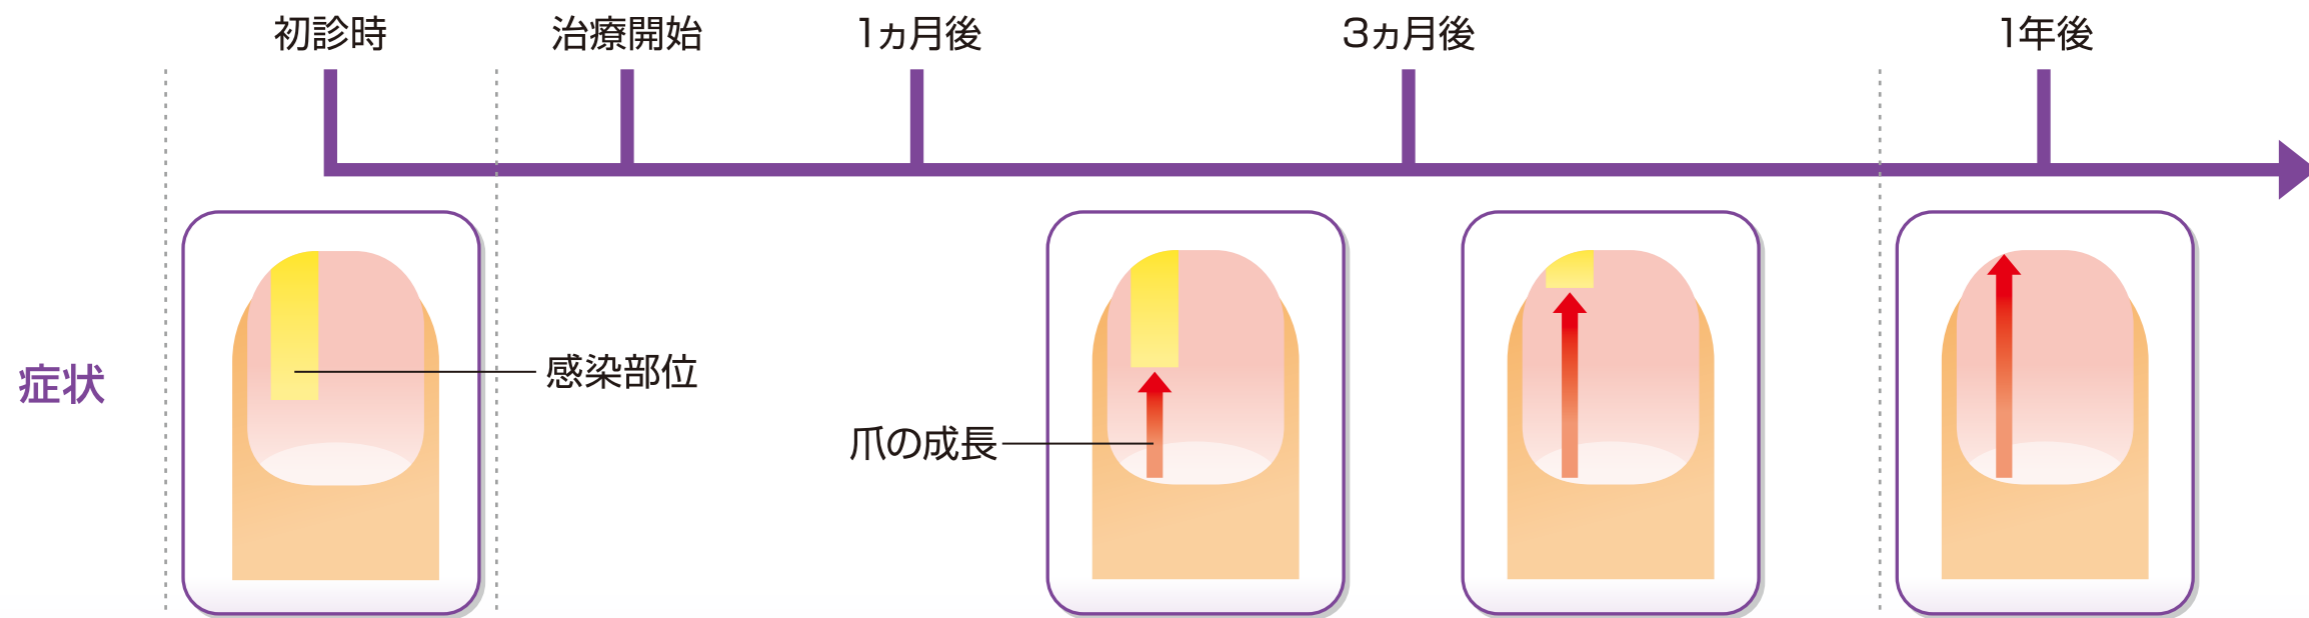 初診時
治療開始
1ヵ月後
3ヵ月後
1年後
症状
感染部位
爪の成長